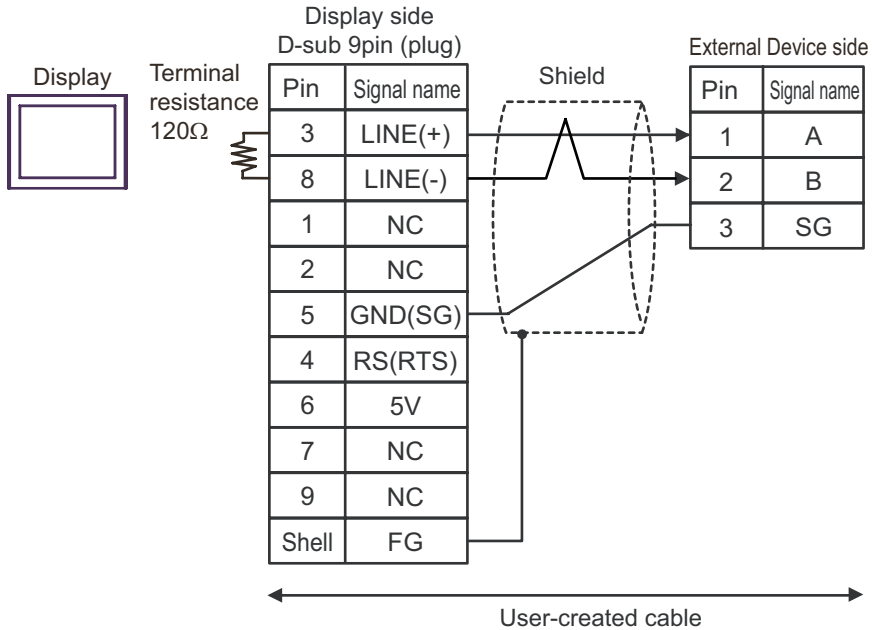 Display side
D-sub 9pin (plug)
External Device side
Display
Terminal
resistance
120Ω
Shield
Pin Signal name
3 LINE(+)
8 LINE(-)
1 NC
2 NC
5 GND(SG)
4 RS(RTS)
6 5V
7 NC
9 NC
Shell FG
Pin Signal name
1 A
2 B
3 SG
User-created cable